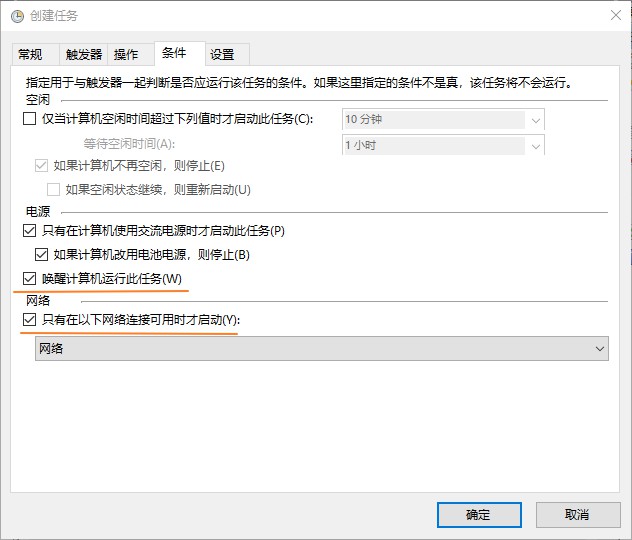 创建任务
常规 触发器 操作 条件 设置
指定用于与触发器一起判断是否应运行该任务的条件。如果这里指定的条件不是真，该任务将不会运行。
空闲
仅当计算机空闲时间超过下列值时才启动此任务(C): 10 分钟
等待空闲时间(A): 1 小时
如果计算机不再空闲，则停止(E)
如果空闲状态继续，则重新启动(U)
电源
只有在计算机使用交流电源时才启动此任务(P)
如果计算机改用电池电源，则停止(B)
唤醒计算机运行此任务(W)
网络
只有在以下网络连接可用时才启动(Y):
网络
确定 取消